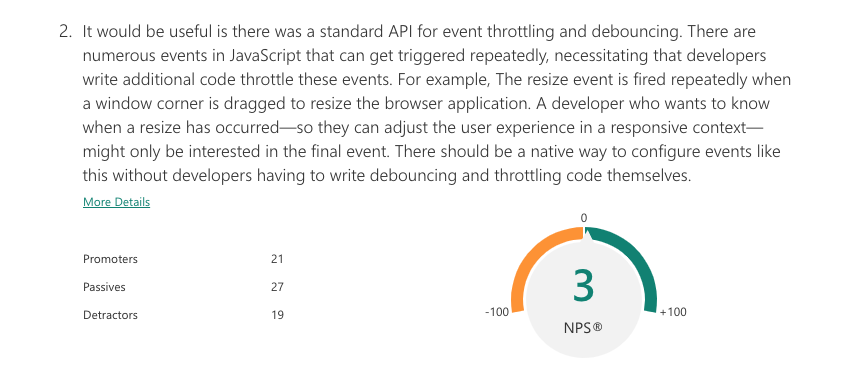 2. It would be useful is there was a standard API for event throttling and debouncing. There are
numerous events in JavaScript that can get triggered repeatedly, necessitating that developers
write additional code throttle these events. For example, The resize event is fired repeatedly when
a window corner is dragged to resize the browser application. A developer who wants to know
when a resize has occurred—so they can adjust the user experience in a responsive context—
might only be interested in the final event. There should be a native way to configure events like
this without developers having to write debouncing and throttling code themselves.
More Details
Promoters 21
Passives 27
Detractors 19
0
-100
+100
3
NPS®